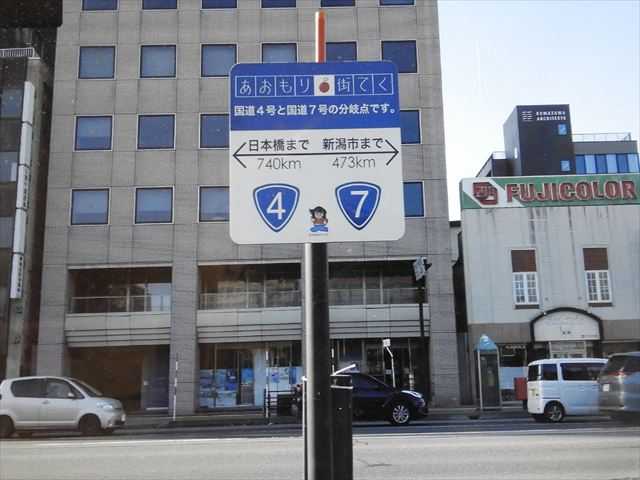 あおもり街てく
国道4号と国道7号の分岐点です。
日本橋まで 新潟市まで
740km 473km
4 7
FUJICOLOR